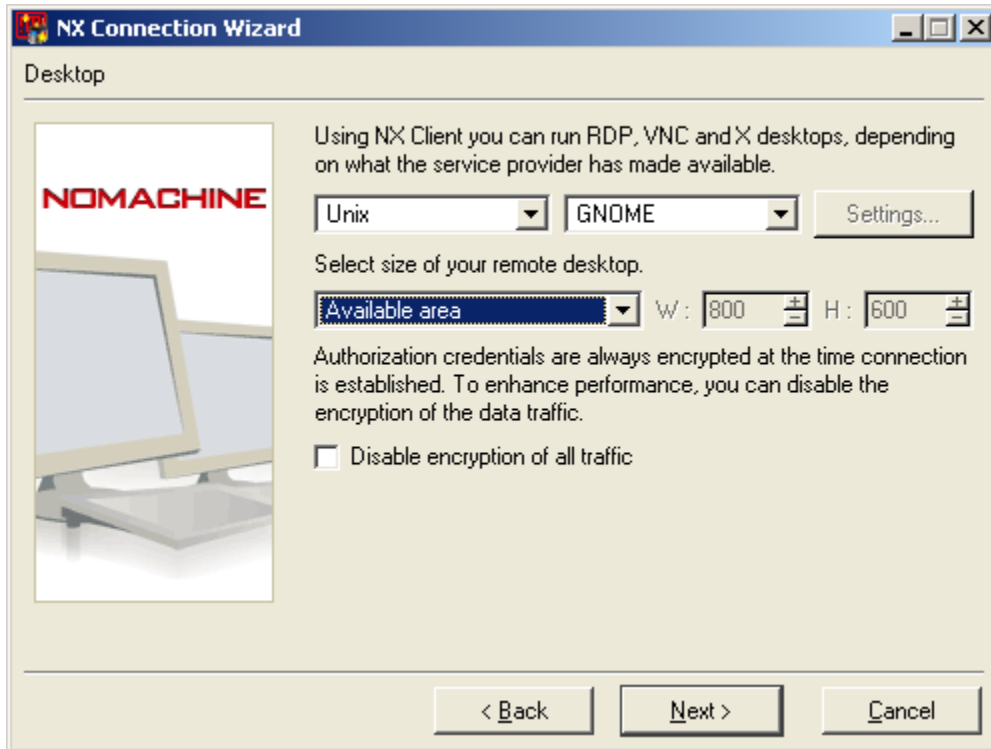 NX Connection Wizard
Desktop
NOMACHINE
Using NX Client you can run RDP, VNC and X desktops, depending
on what the service provider has made available.
Unix GNOME Settings...
Select size of your remote desktop.
Available area W : 800 H : 600
Authorization credentials are always encrypted at the time connection
is established. To enhance performance, you can disable the
encryption of the data traffic.
Disable encryption of all traffic
< Back Next > Cancel